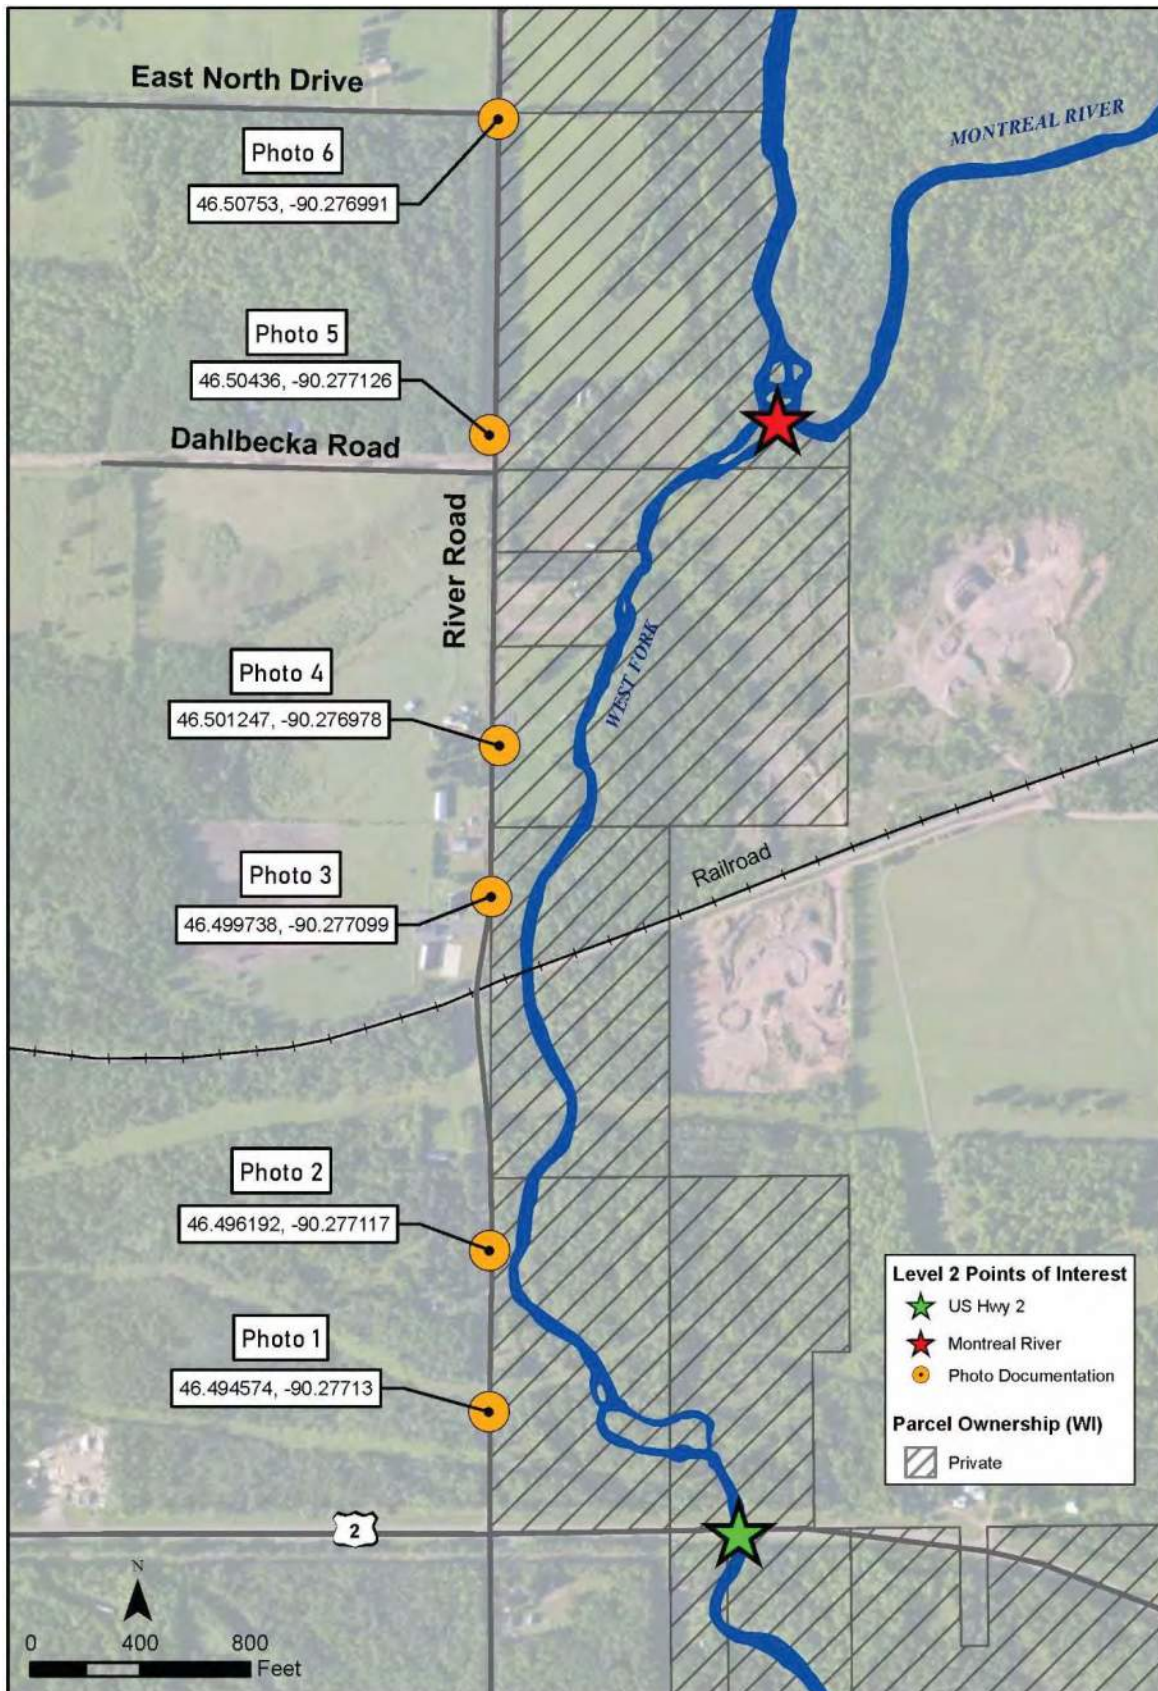 East North Drive
MONTREAL RIVER
Photo 6
46.50753, -90.276991
Photo 5
46.50436, -90.277126
Dahlbecka Road
River Road
WEST FORK
Photo 4
46.501247, -90.276978
Railroad
Photo 3
46.499738, -90.277099
Photo 2
46.496192, -90.277117
Photo 1
46.494574, -90.27713
Level 2 Points of Interest
US Hwy 2
Montreal River
Photo Documentation
Parcel Ownership (WI)
Private
2
N
0 400 800
Feet